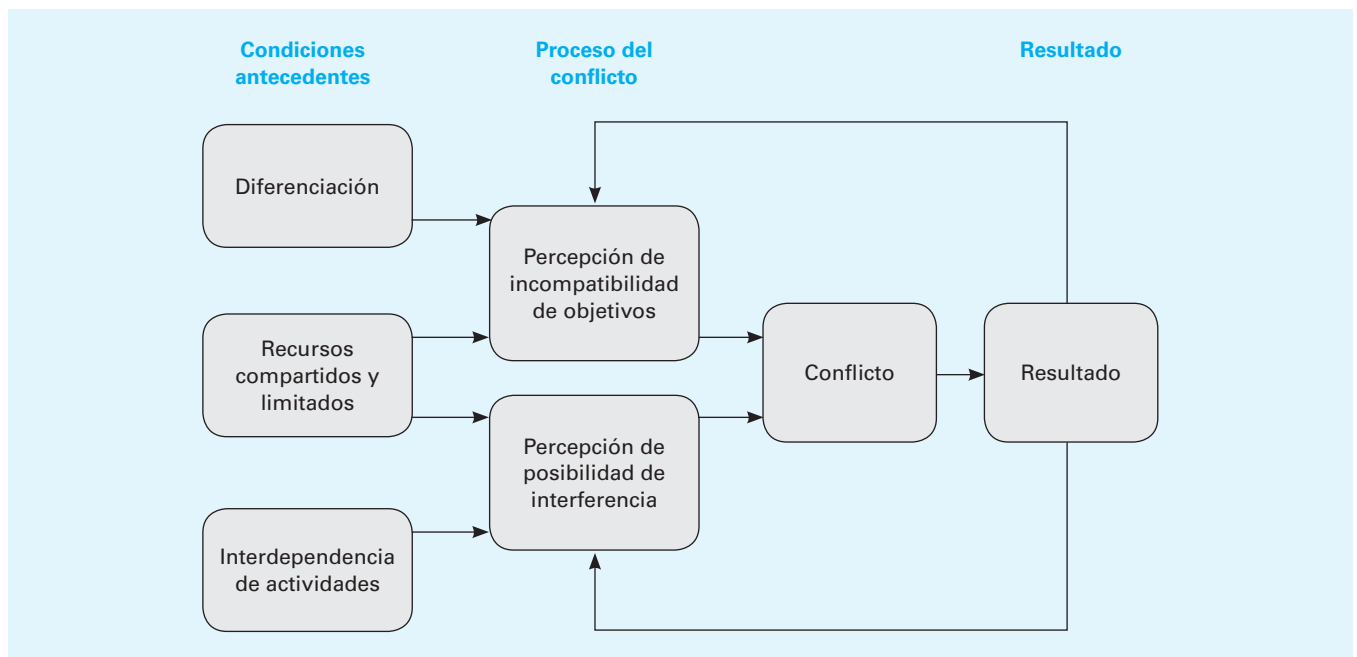 Condiciones
antecedentes
Proceso del
conflicto
Resultado
Diferenciación
Recursos
compartidos y
limitados
Interdependencia
de actividades
Percepción de
incompatibilidad
de objetivos
Percepción de
posibilidad de
interferencia
Conflicto
Resultado